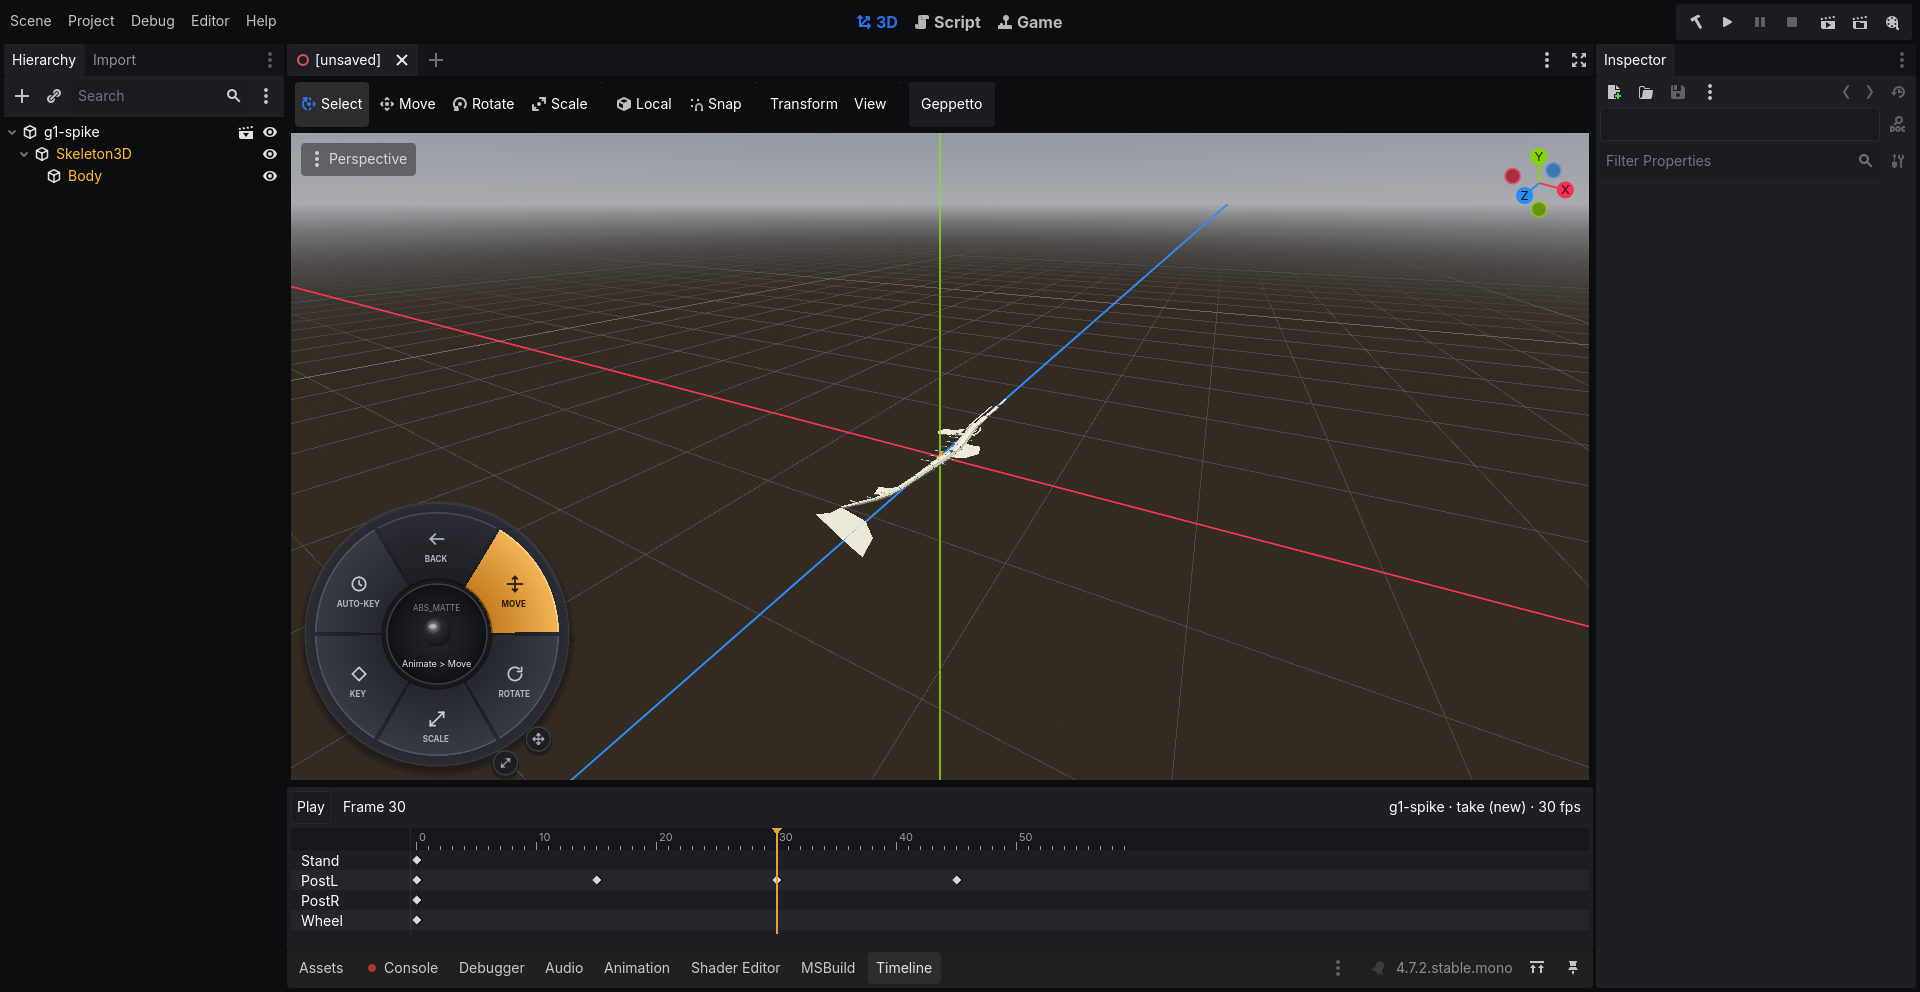 Scene Project Debug Editor Help
3D Script Game
Hierarchy Import
[unsaved]
Inspector
Search
Select Move Rotate Scale Local Snap Transform View Geppetto
DOC
Filter Properties
g1-spike
Skeleton3D
Body
Perspective
Y
X
Z
BACK
AUTO-KEY
MOVE
ABS_MATTE
Animate > Move
KEY
ROTATE
SCALE
Play Frame 30
g1-spike · take (new) · 30 fps
0 10 20 30 40 50
Stand
PostL
PostR
Wheel
Assets Console Debugger Audio Animation Shader Editor MSBuild Timeline
4.7.2.stable.mono